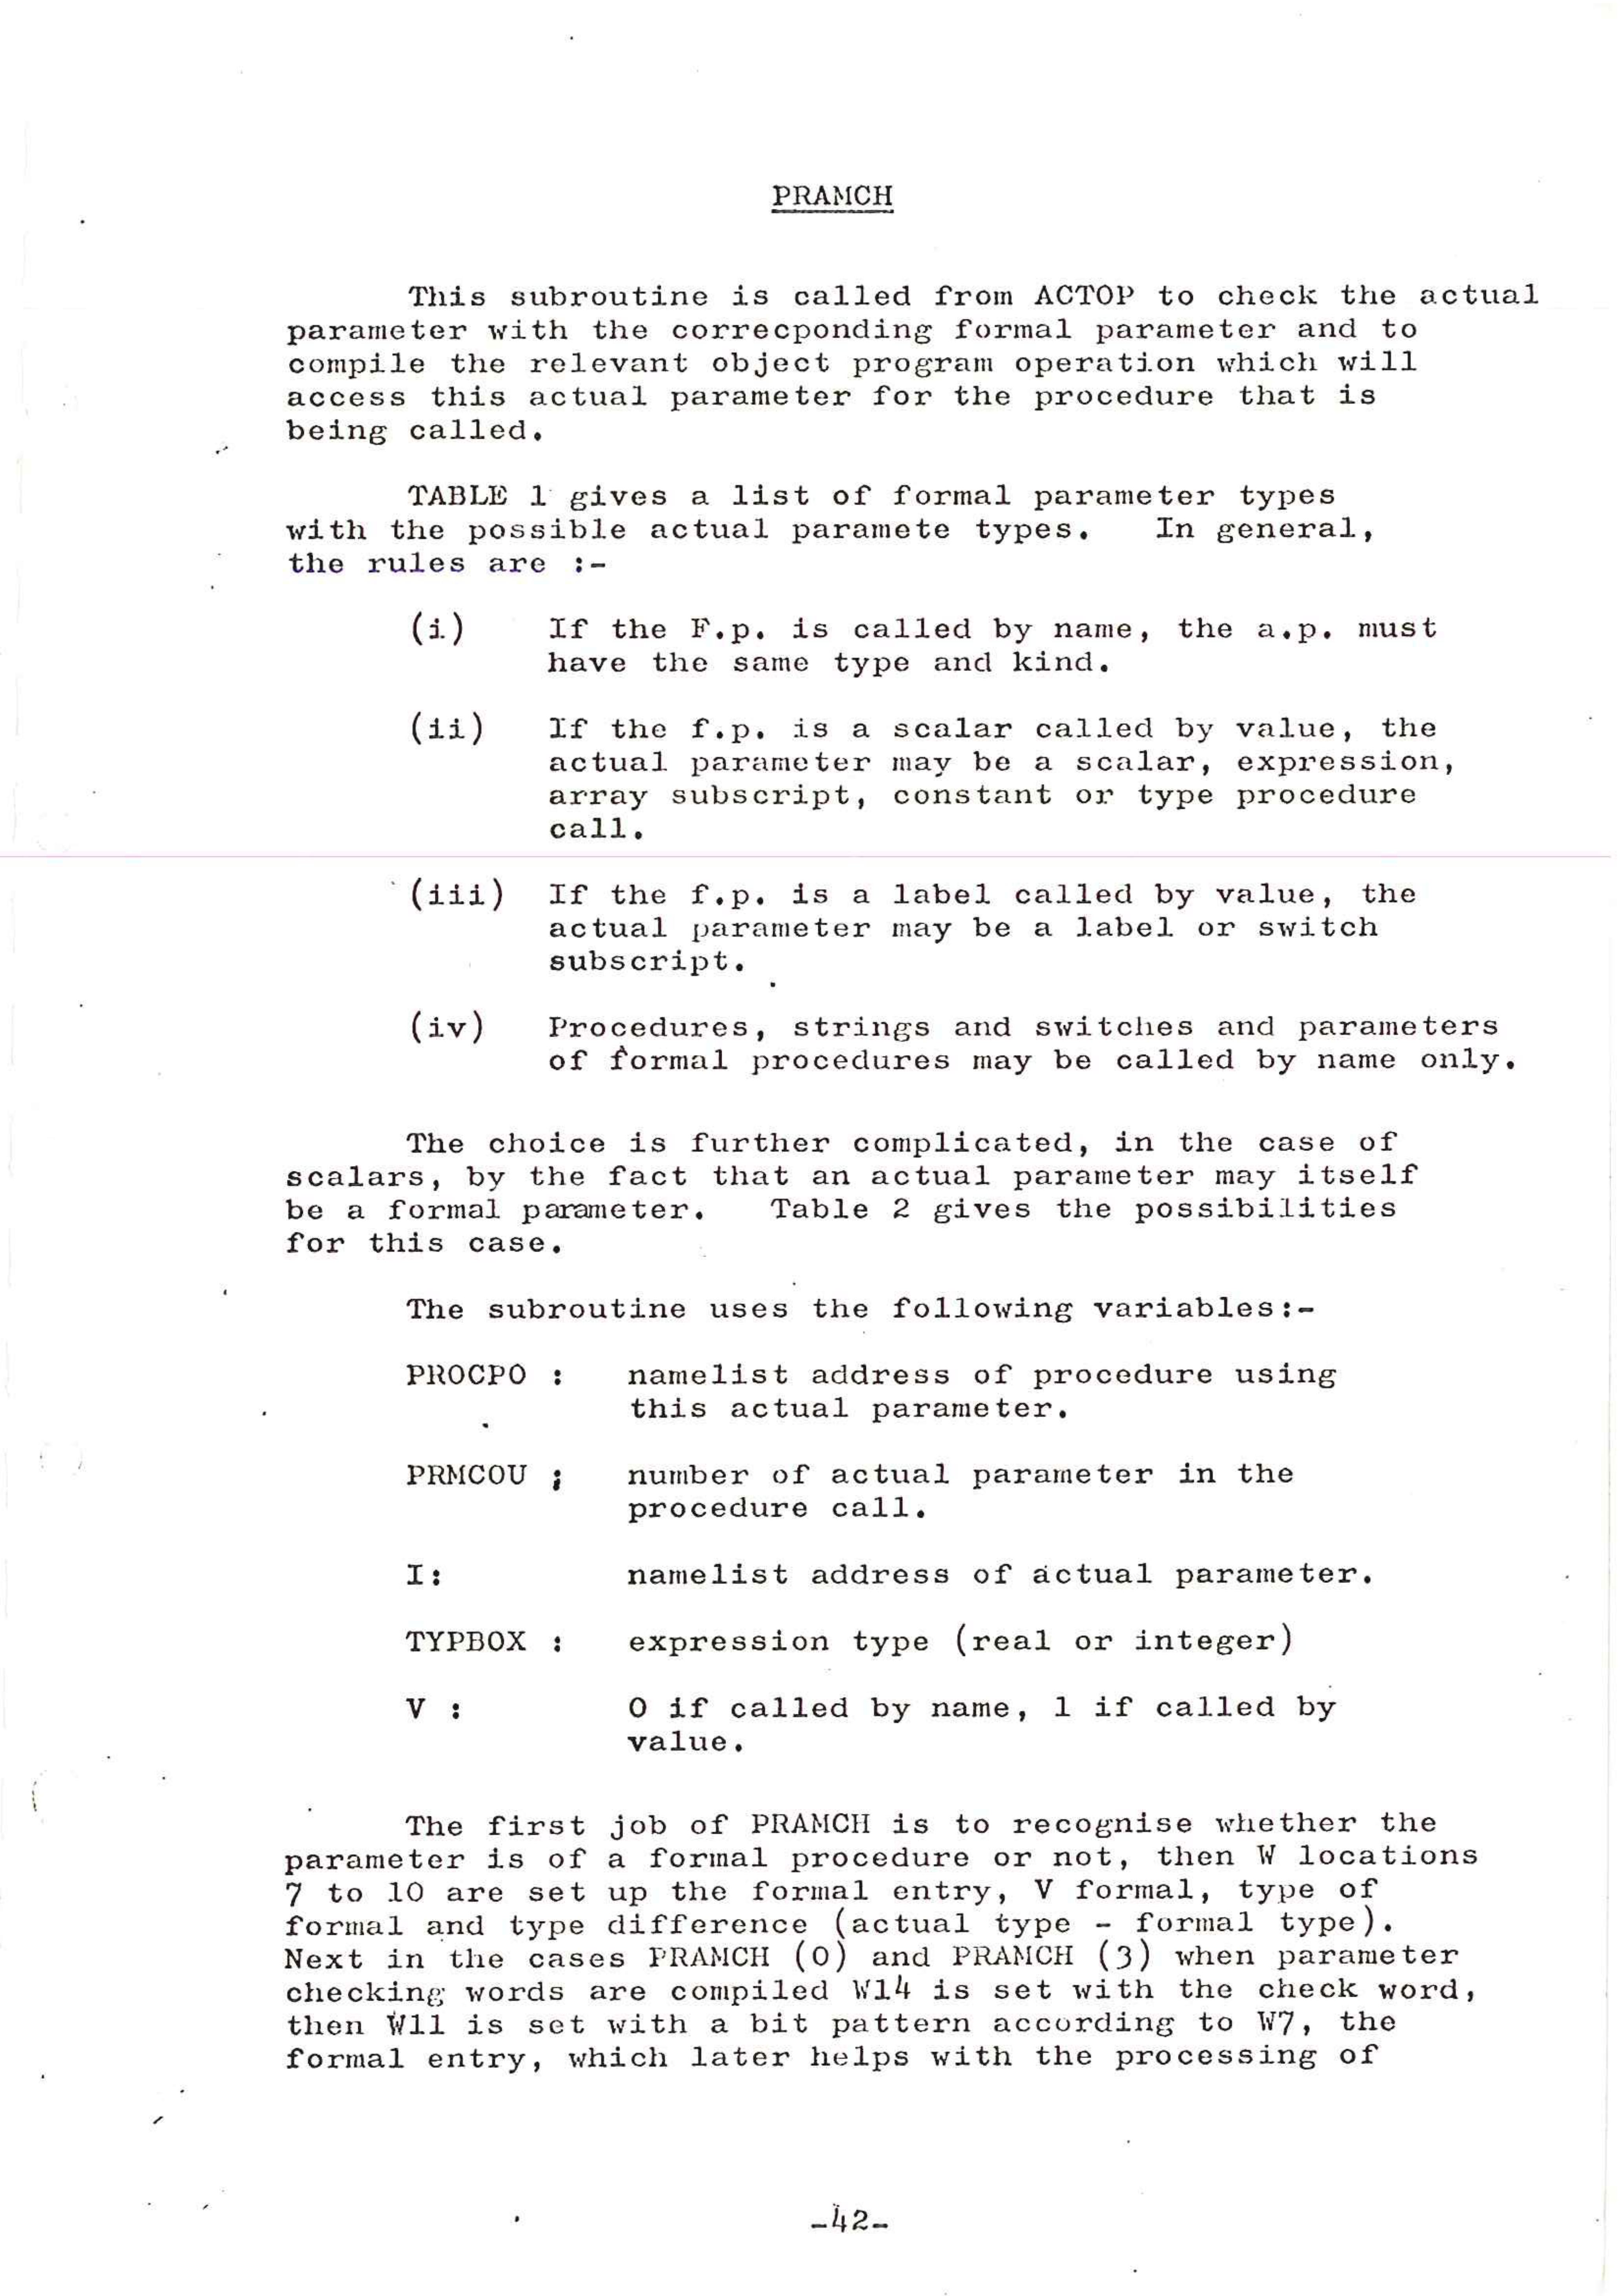 PRAMCH
This subroutine is called from ACTOP to check the actual
parameter with the correcponding formal parameter and to
compile the relevant object program operation which will
access this actual parameter for the procedure that is
being called.
TABLE 1 gives a list of formal parameter types
with the possible actual paramete types. In general,
the rules are :-
(i) If the F.p. is called by name, the a.p. must
have the same type and kind.
(ii) If the f.p. is a scalar called by value, the
actual parameter may be a scalar, expression,
array subscript, constant or type procedure
call.
(iii) If the f.p. is a label called by value, the
actual parameter may be a label or switch
subscript.
(iv) Procedures, strings and switches and parameters
of formal procedures may be called by name only.
The choice is further complicated, in the case of
scalars, by the fact that an actual parameter may itself
be a formal parameter. Table 2 gives the possibilities
for this case.
The subroutine uses the following variables:-
PROCPO : namelist address of procedure using
this actual parameter.
PRMCOU ; number of actual parameter in the
procedure call.
I: namelist address of actual parameter.
TYPBOX : expression type (real or integer)
V : 0 if called by name, 1 if called by
value.
The first job of PRAMCH is to recognise whether the
parameter is of a formal procedure or not, then W locations
7 to 10 are set up the formal entry, V formal, type of
formal and type difference (actual type - formal type).
Next in the cases PRAMCH (0) and PRAMCH (3) when parameter
checking words are compiled W14 is set with the check word,
then W11 is set with a bit pattern according to W7, the
formal entry, which later helps with the processing of
-42-